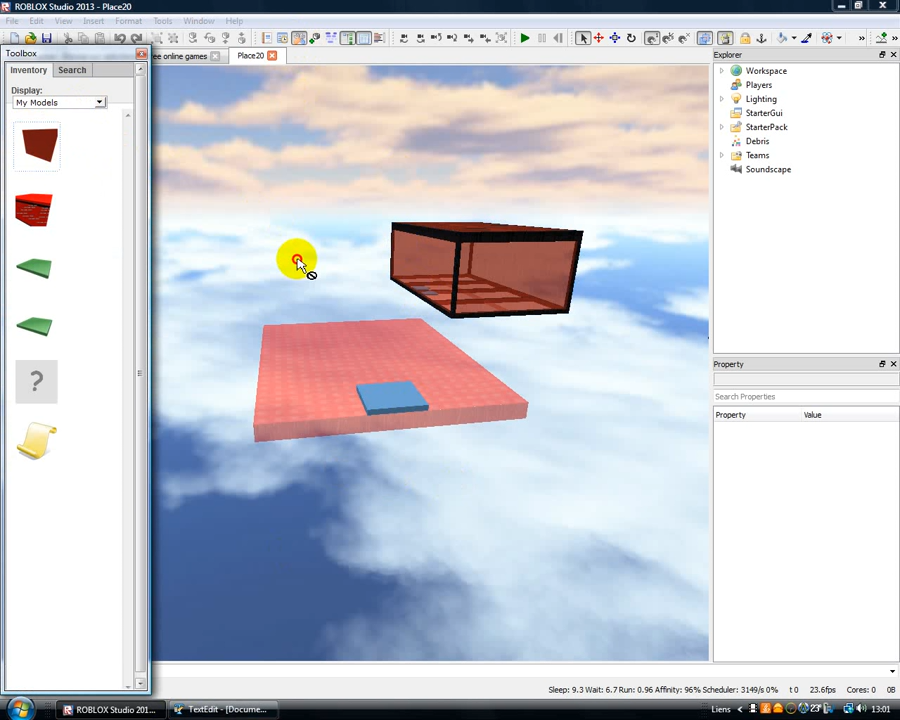 ROBLOX Studio 2013 - Place20
File Edit View Insert Format Tools Window Help
Toolbox
ee online games
Place20
Inventory Search
Display:
My Models
?
Explorer
Workspace
Players
Lighting
StarterGui
StarterPack
Debris
Teams
Soundscape
Property
Search Properties
Property Value
Sleep: 9.3 Wait: 6.7 Run: 0.96 Affinity: 96% Scheduler: 3149/s 0% t 0 23.6fps Cores: 0 0B
ROBLOX Studio 201...
TextEdit - [Docume...
Liens
23°
13:01